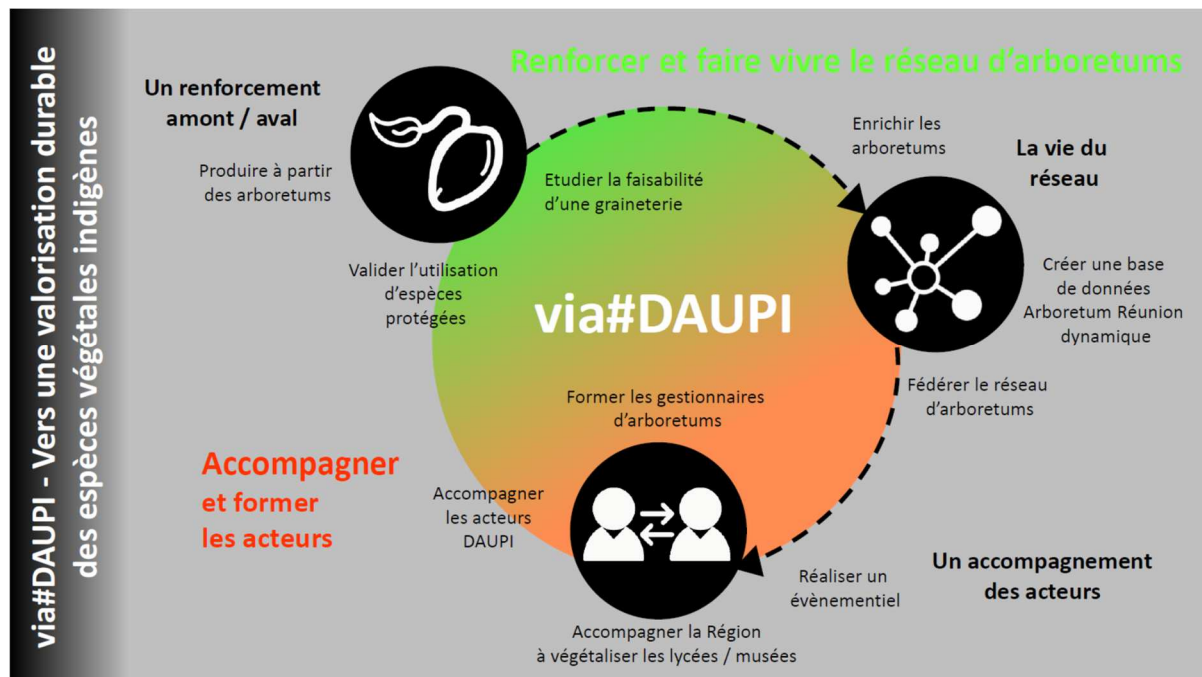 via#DAUPI - Vers une valorisation durable
des espèces végétales indigènes
Renforcer et faire vivre le réseau d’arboretums
Un renforcement
amont / aval
Produire à partir
des arboretums
Etudier la faisabilité
d’une graineterie
Valider l’utilisation
d’espèces
protégées
Enrichir les
arboretums
La vie du
réseau
Créer une base
de données
Arboretum Réunion
dynamique
Fédérer le réseau
d’arboretums
via#DAUPI
Former les gestionnaires
d’arboretums
Accompagner
et former
les acteurs
Accompagner
les acteurs
DAUPI
Réaliser un
évènementiel
Un accompagnement
des acteurs
Accompagner la Région
à végétaliser les lycées / musées